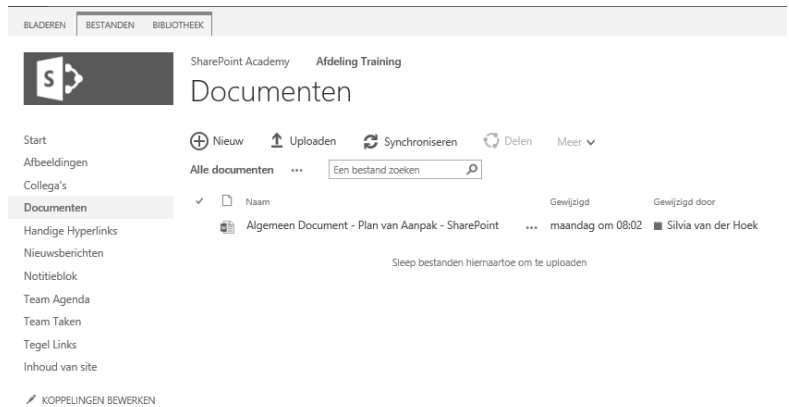 BLADEREN BESTANDEN BIBLIOTHEEK
S
SharePoint Academy Afdeling Training
Documenten
Start
Afbeeldingen
Collega's
Documenten
Handige Hyperlinks
Nieuwsberichten
Notitieblok
Team Agenda
Team Taken
Tegel Links
Inhoud van site
KOPPELINGEN BEWERKEN
Nieuw Uploaden Synchroniseren Delen Meer
Alle documenten ••• Een bestand zoeken
Naam Gewijzigd Gewijzigd door
Algemeen Document - Plan van Aanpak - SharePoint ••• maandag om 08:02 Silvia van der Hoek
Sleep bestanden hiernaartoe om te uploaden